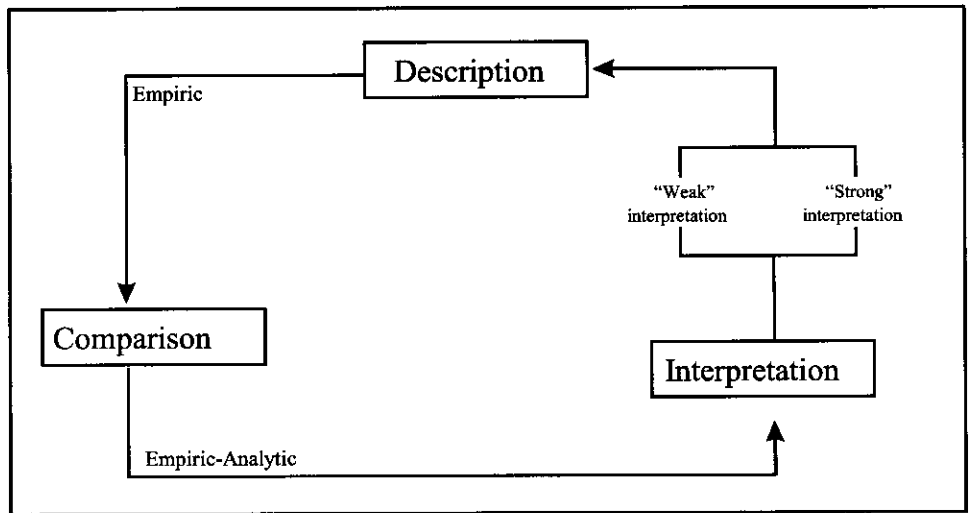 Description
Empiric
“Weak”
interpretation
“Strong”
interpretation
Comparison
Interpretation
Empiric-Analytic